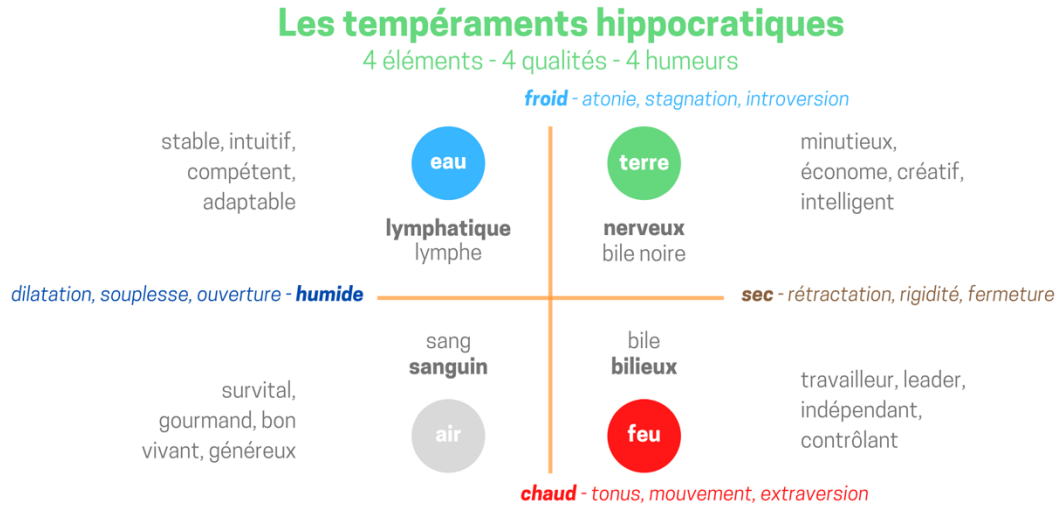 Les tempéraments hippocratiques
4 éléments - 4 qualités - 4 humeurs
froid - atonie, stagnation, introversion
stable, intuitif,
compétent,
adaptable
eau
lymphatique
lymphe
terre
nerveux
bile noire
minutieux,
économe, créatif,
intelligent
dilatation, souplesse, ouverture - humide
sec - rétractation, rigidité, fermeture
survital,
gourmand, bon
vivant, généreux
sang
sanguin
air
bile
bilieux
feu
travailleur, leader,
indépendant,
contrôlant
chaud - tonus, mouvement, extraversion